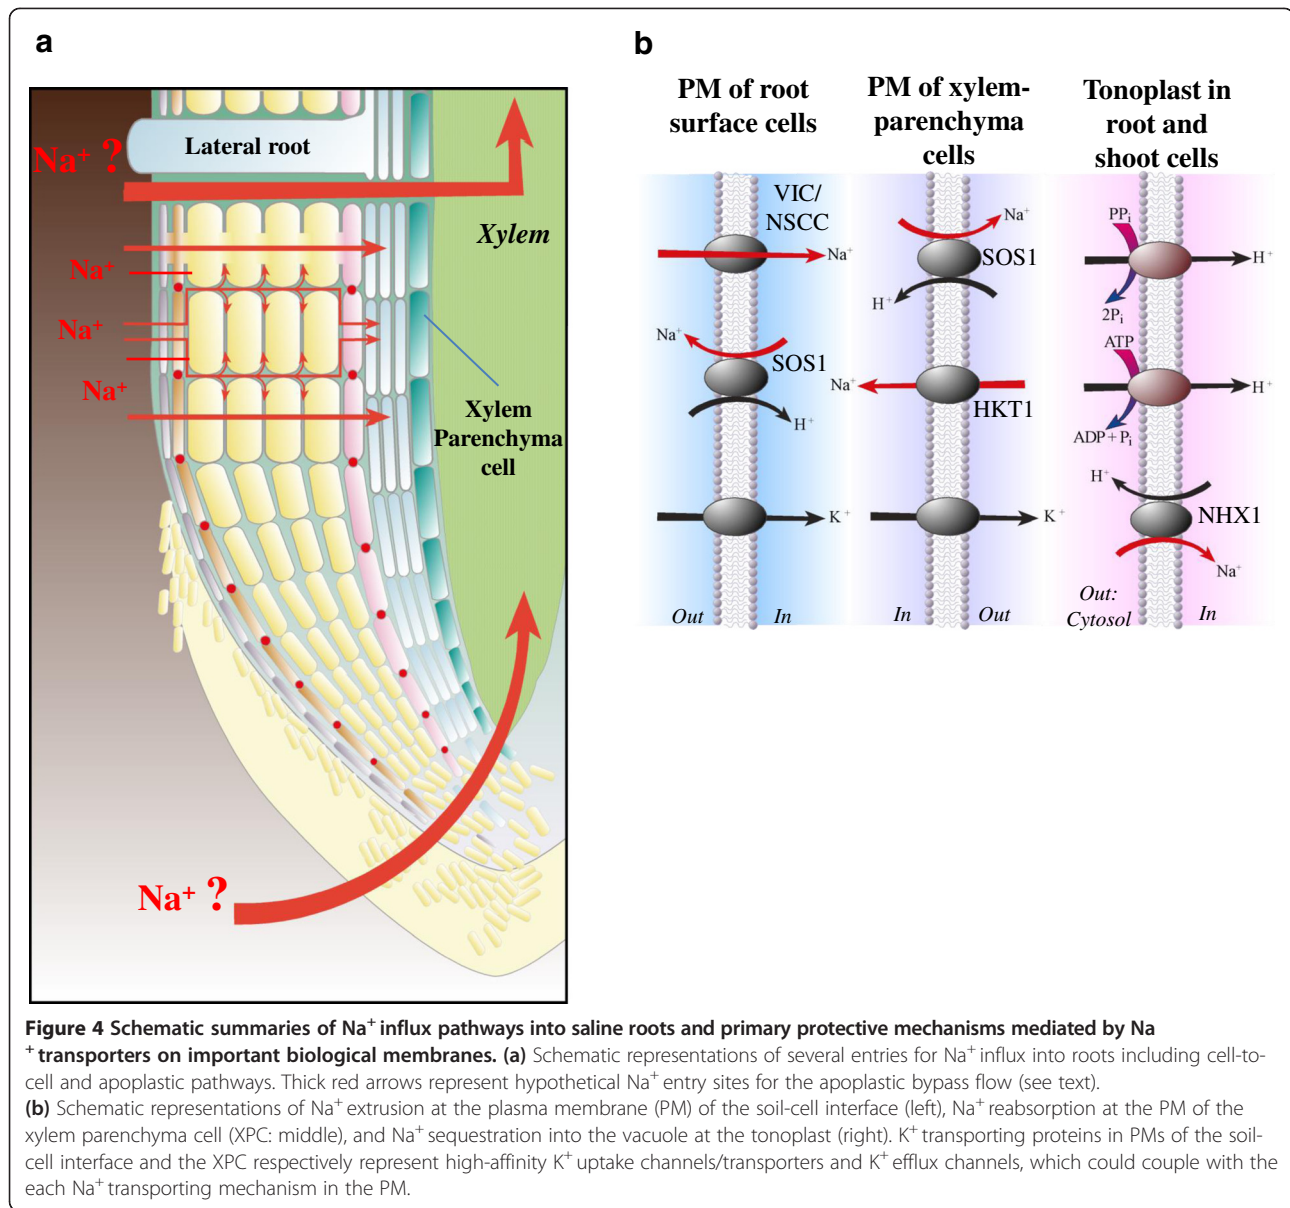 a
Lateral root
Na⁺ ?
Xylem
Na⁺
Na⁺
Na⁺
Xylem
Parenchyma
cell
Na⁺ ?
b
PM of root
surface cells
VIC/
NSCC
Na⁺
Na⁺
SOS1
H⁺
K⁺
Out
In
PM of xylem-
parenchyma
cells
Na⁺
SOS1
H⁺
Na⁺
HKT1
K⁺
In
Out
Tonoplast in
root and
shoot cells
PPᵢ
H⁺
2Pᵢ
ATP
H⁺
ADP + Pᵢ
H⁺
NHX1
Na⁺
Out:
Cytosol
In
Figure 4 Schematic summaries of Na⁺ influx pathways into saline roots and primary protective mechanisms mediated by Na
⁺ transporters on important biological membranes. (a) Schematic representations of several entries for Na⁺ influx into roots including cell-to-
cell and apoplastic pathways. Thick red arrows represent hypothetical Na⁺ entry sites for the apoplastic bypass flow (see text).
(b) Schematic representations of Na⁺ extrusion at the plasma membrane (PM) of the soil-cell interface (left), Na⁺ reabsorption at the PM of the
xylem parenchyma cell (XPC: middle), and Na⁺ sequestration into the vacuole at the tonoplast (right). K⁺ transporting proteins in PMs of the soil-
cell interface and the XPC respectively represent high-affinity K⁺ uptake channels/transporters and K⁺ efflux channels, which could couple with the
each Na⁺ transporting mechanism in the PM.